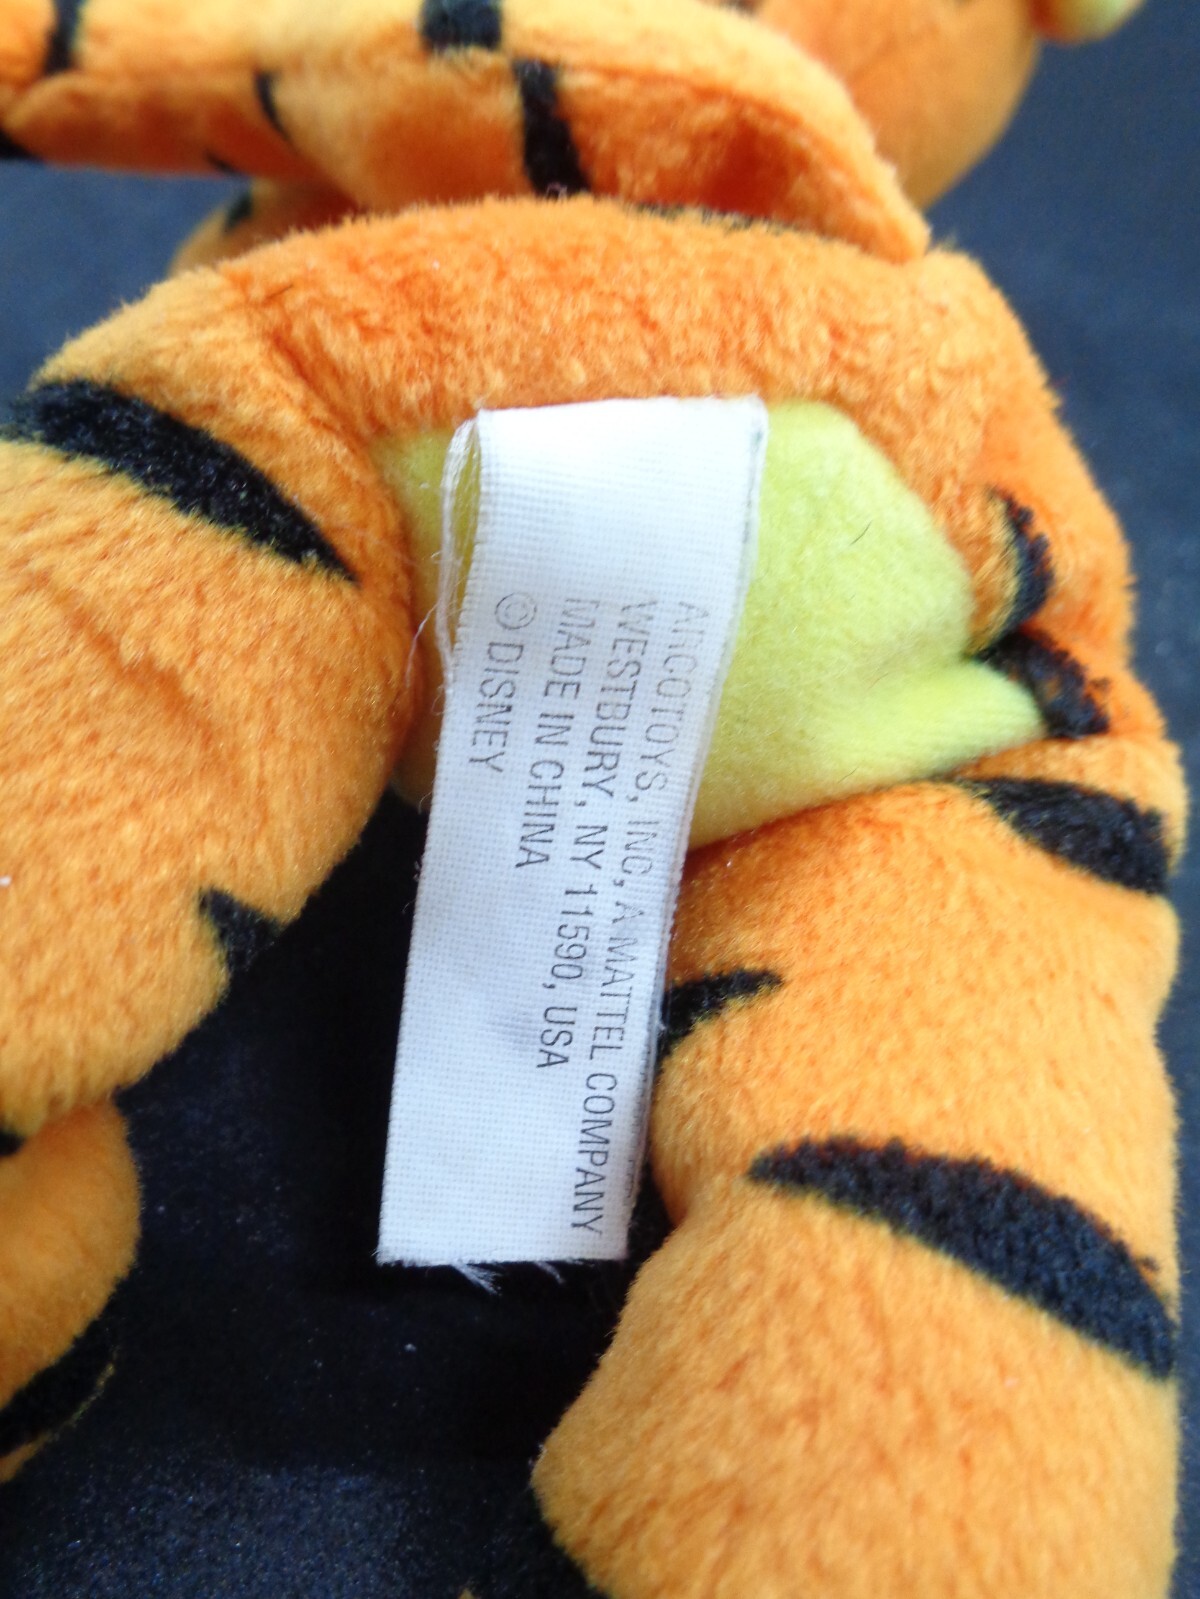 ARCOTOYS, INC, A MATTEL COMPANY
WESTBURY, NY 11590, USA
MADE IN CHINA
© DISNEY